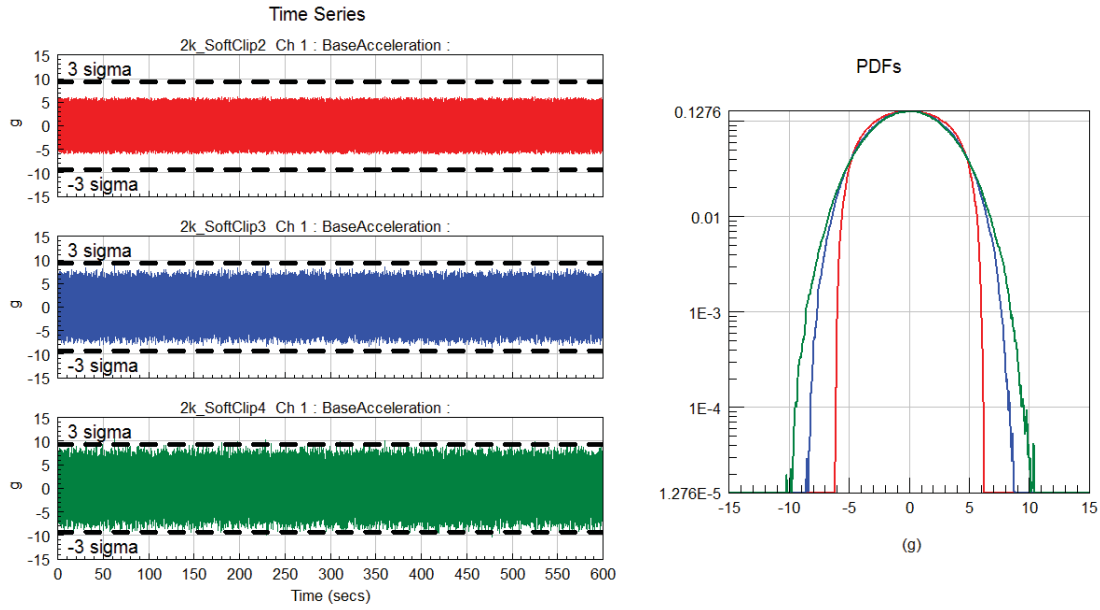 Time Series
2k_SoftClip2 Ch 1 : BaseAcceleration :
15
10
5
0
-5
-10
-15
g
3 sigma
-3 sigma
2k_SoftClip3 Ch 1 : BaseAcceleration :
15
10
5
0
-5
-10
-15
g
3 sigma
-3 sigma
2k_SoftClip4 Ch 1 : BaseAcceleration :
15
10
5
0
-5
-10
-15
g
3 sigma
-3 sigma
0 50 100 150 200 250 300 350 400 450 500 550 600
Time (secs)
PDFs
0.1276
0.01
1E-3
1E-4
1.276E-5
-15 -10 -5 0 5 10 15
(g)